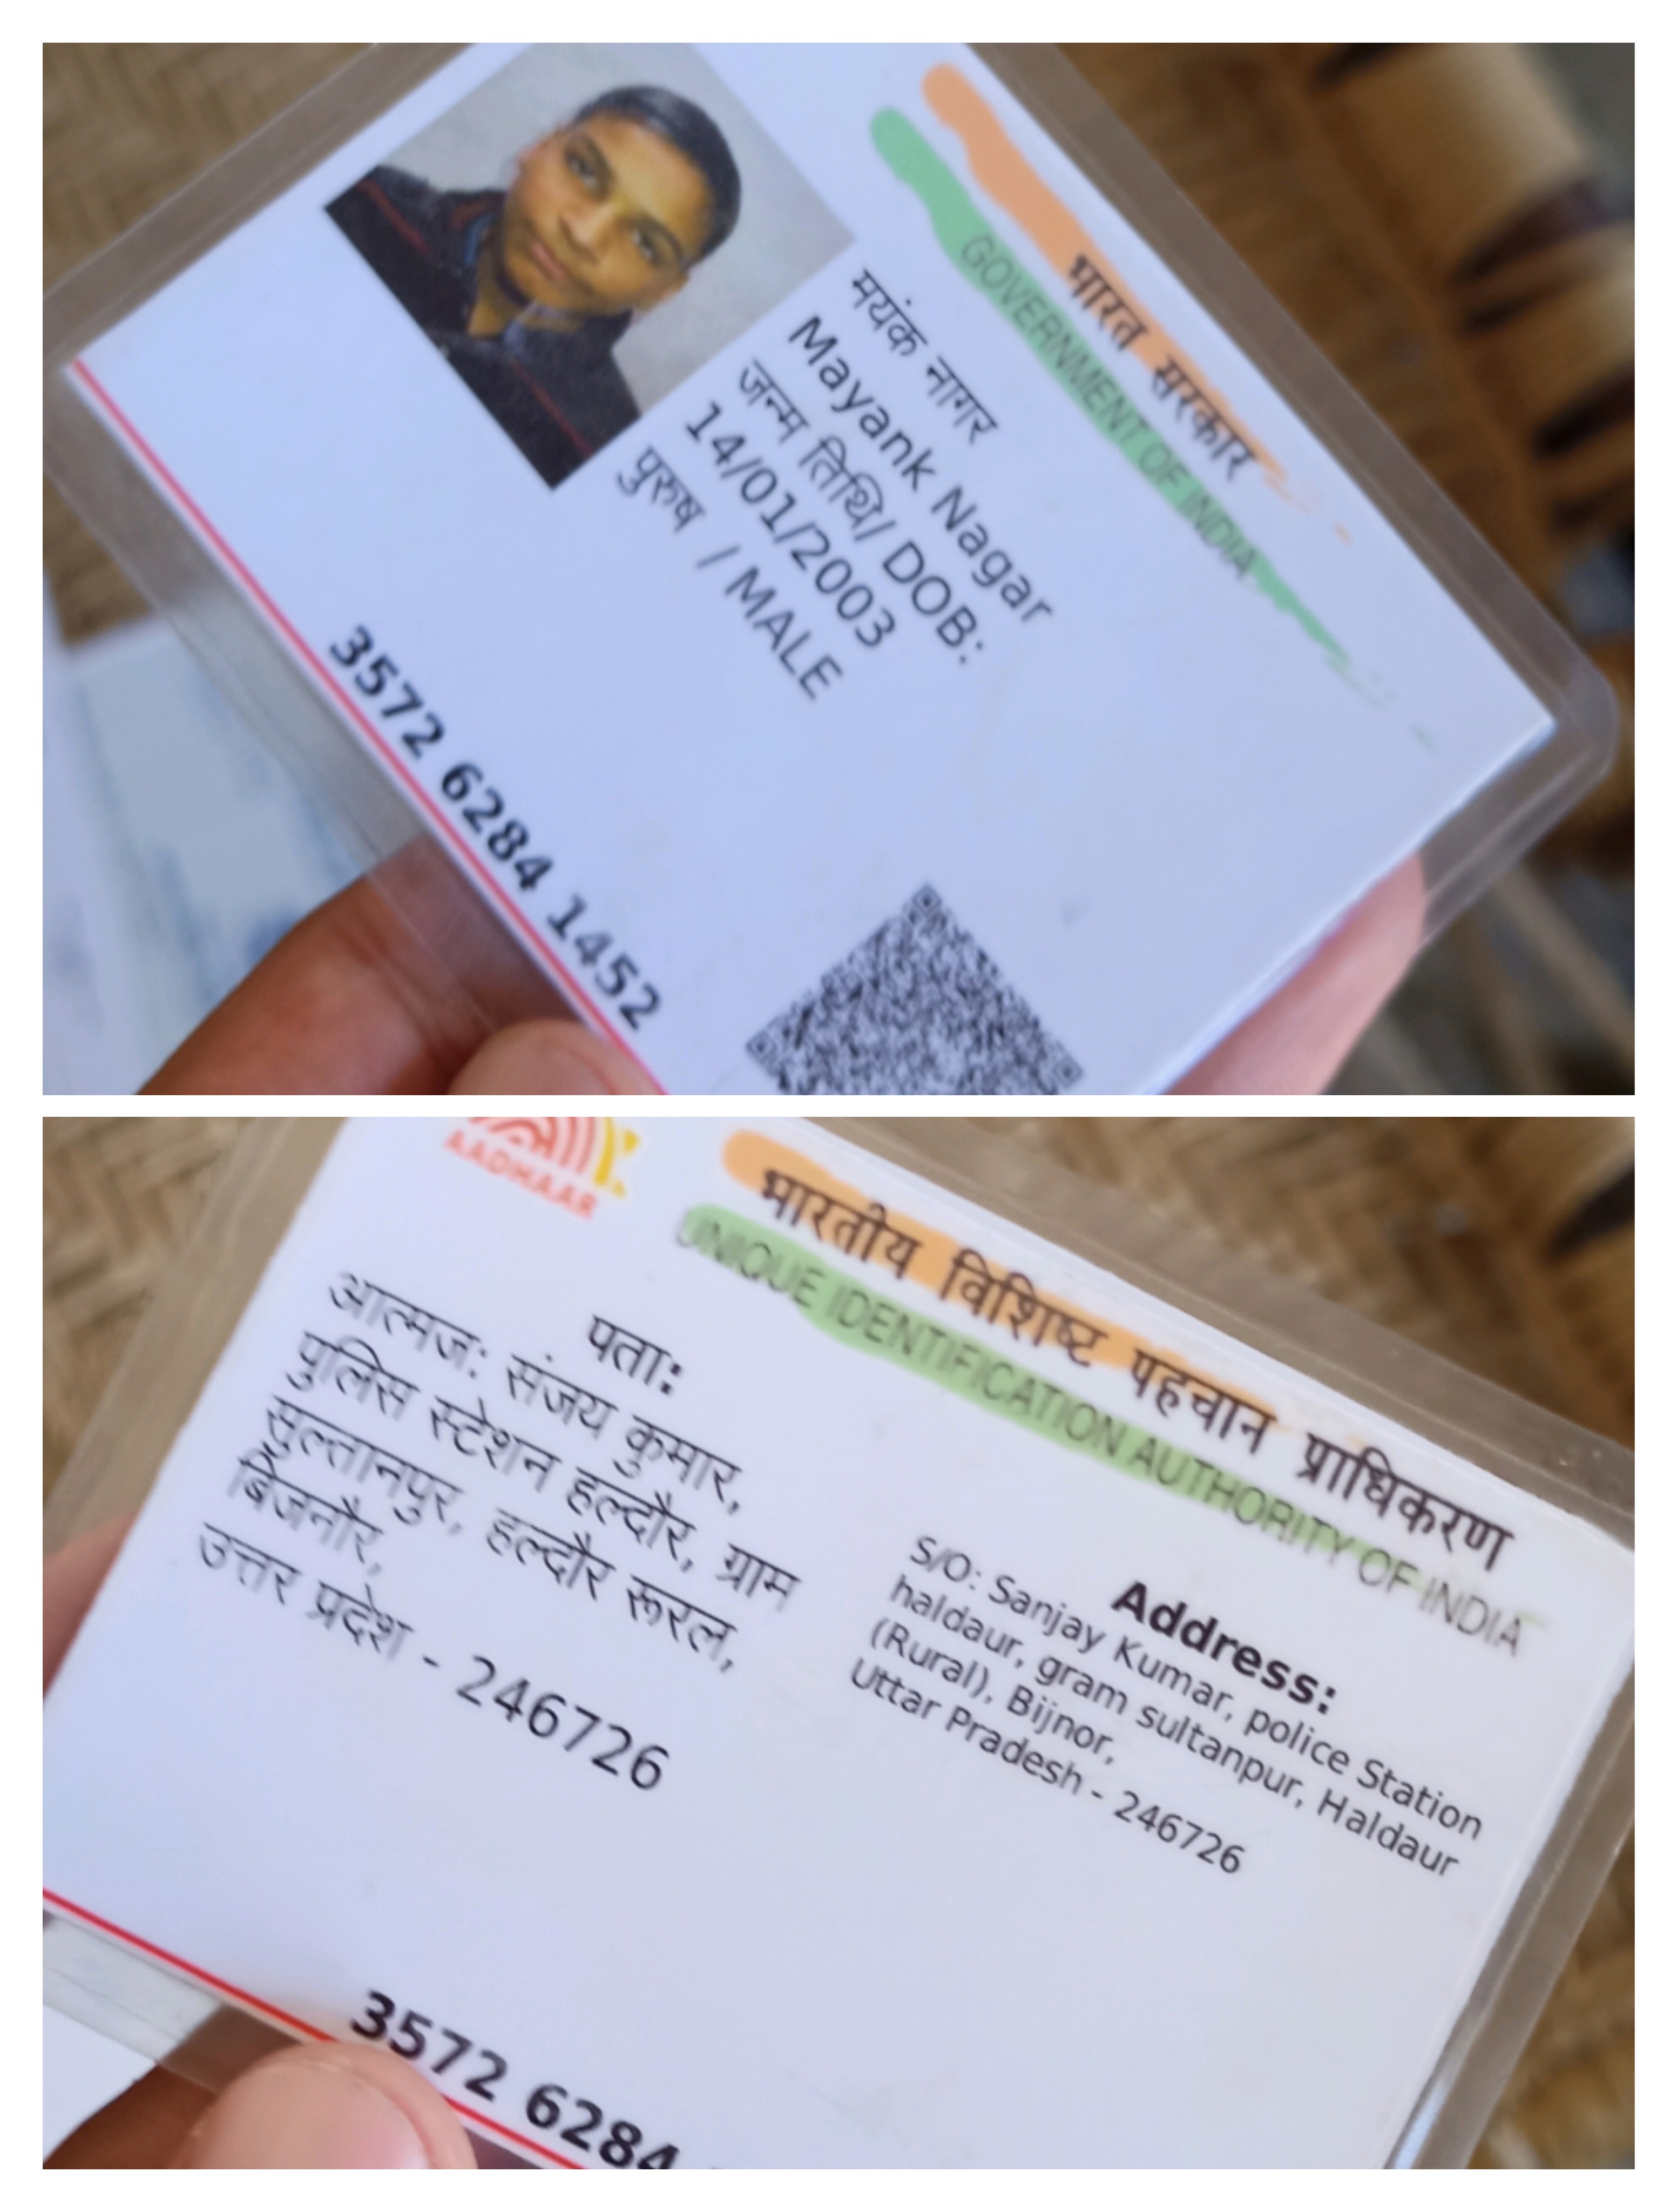 भारत सरकार
GOVERNMENT OF INDIA
मयंक नागर
Mayank Nagar
जन्म तिथि/ DOB:
14/01/2003
पुरुष / MALE
3572 6284 1452
AADHAAR
भारतीय विशिष्ट पहचान प्राधिकरण
UNIQUE IDENTIFICATION AUTHORITY OF INDIA
पता:
आत्मज: संजय कुमार,
पुलिस स्टेशन हल्दौर, ग्राम
सुल्तानपुर, हल्दौर रूरल,
बिजनौर,
उत्तर प्रदेश - 246726
Address:
S/O: Sanjay Kumar, police Station
haldaur, gram sultanpur, Haldaur
(Rural), Bijnor,
Uttar Pradesh - 246726
3572 6284